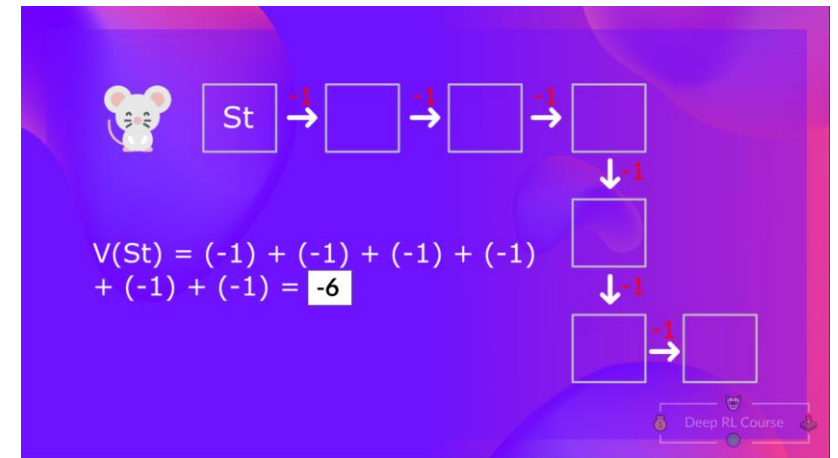 -1 -1 -1
St
-1
V(St) = (-1) + (-1) + (-1) + (-1)
+ (-1) + (-1) = -6
-1
-1
Deep RL Course